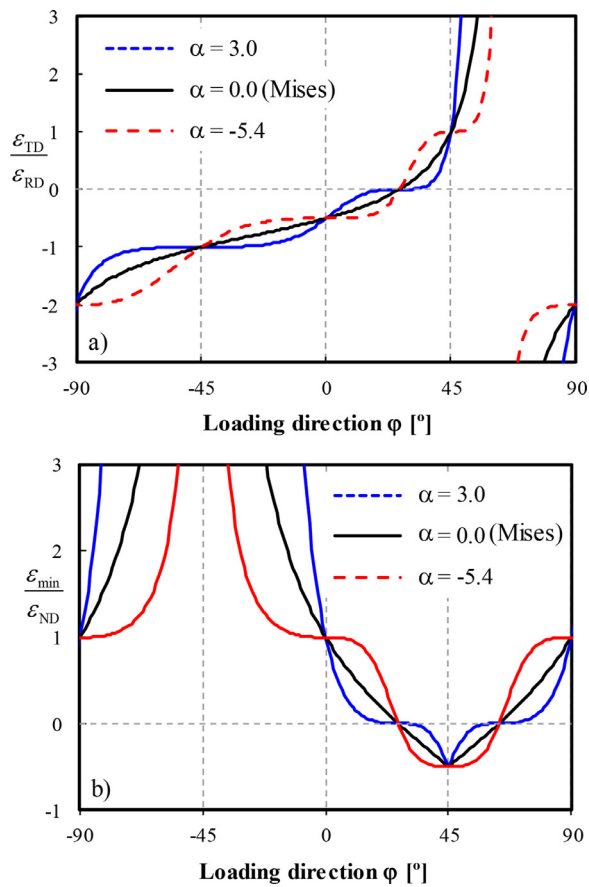 3
α = 3.0
2
α = 0.0 (Mises)
α = -5.4
ε_TD
ε_RD
1
0
-1
-2
a)
-3
-90
-45
0
45
90
Loading direction φ [º]
3
α = 3.0
2
α = 0.0 (Mises)
ε_min
ε_ND
α = -5.4
1
0
b)
-1
-90
-45
0
45
90
Loading direction φ [º]